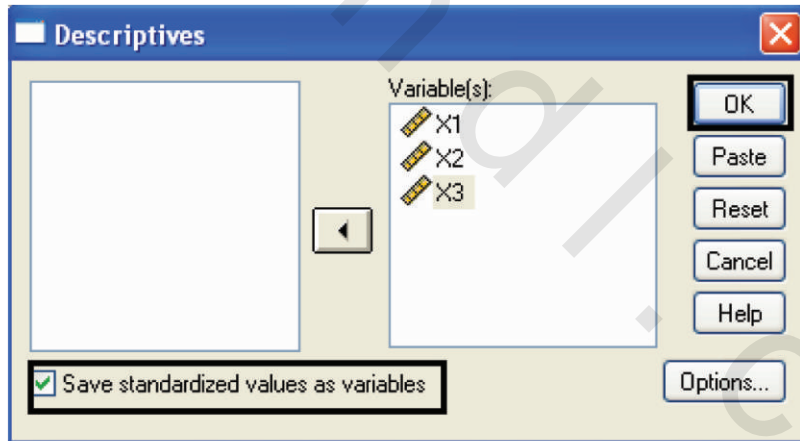 Descriptives
Variable(s):
X1
X2
X3
OK
Paste
Reset
Cancel
Help
Save standardized values as variables
Options...